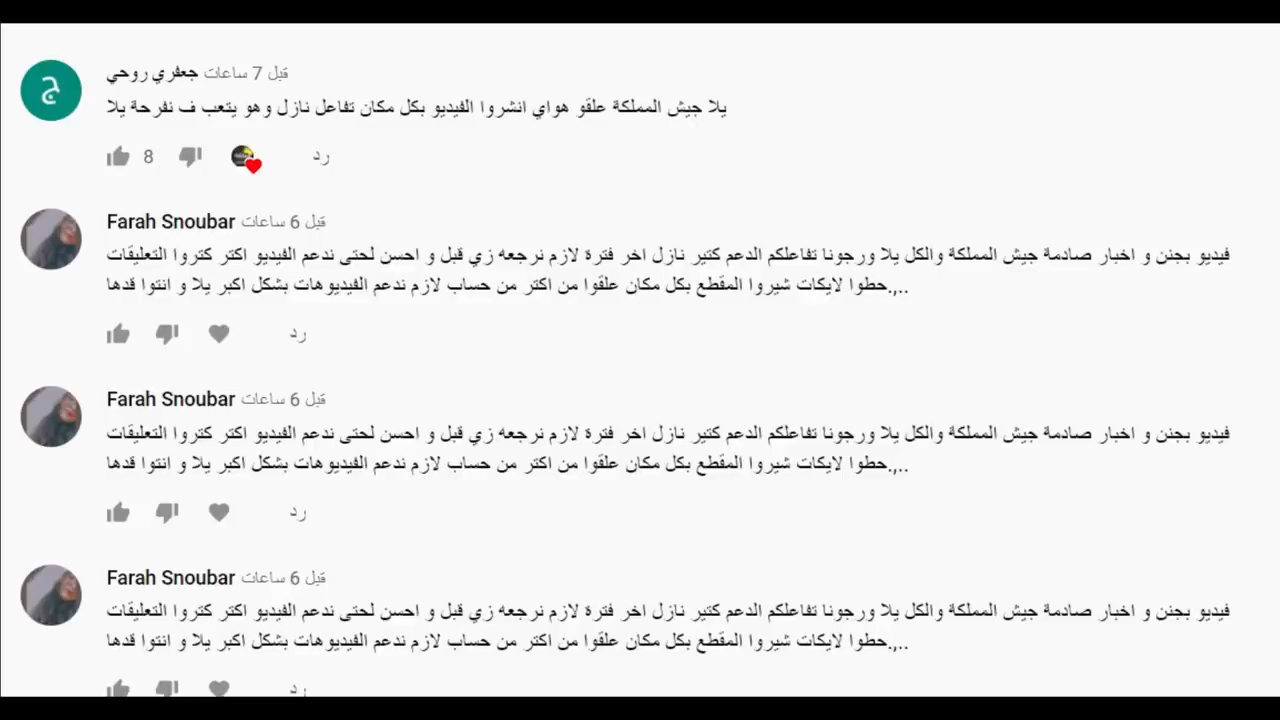 ج
جعفري روحي قبل 7 ساعات
يلا جيش المملكة علقو هواي انشروا الفيديو بكل مكان تفاعل نازل وهو يتعب ف نفرحة يلا
8 رد
Farah Snoubar قبل 6 ساعات
فيديو بجنن و اخبار صادمة جيش المملكة والكل يلا ورجونا تفاعلكم الدعم كتير نازل اخر فترة لازم نرجعه زي قبل و احسن لحتى ندعم الفيديو اكتر كتروا التعليقات
حطوا لايكات شيروا المقطع بكل مكان علقوا من اكتر من حساب لازم ندعم الفيديوهات بشكل اكبر يلا و انتوا قدها.,..
رد
Farah Snoubar قبل 6 ساعات
فيديو بجنن و اخبار صادمة جيش المملكة والكل يلا ورجونا تفاعلكم الدعم كتير نازل اخر فترة لازم نرجعه زي قبل و احسن لحتى ندعم الفيديو اكتر كتروا التعليقات
حطوا لايكات شيروا المقطع بكل مكان علقوا من اكتر من حساب لازم ندعم الفيديوهات بشكل اكبر يلا و انتوا قدها.,..
رد
Farah Snoubar قبل 6 ساعات
فيديو بجنن و اخبار صادمة جيش المملكة والكل يلا ورجونا تفاعلكم الدعم كتير نازل اخر فترة لازم نرجعه زي قبل و احسن لحتى ندعم الفيديو اكتر كتروا التعليقات
حطوا لايكات شيروا المقطع بكل مكان علقوا من اكتر من حساب لازم ندعم الفيديوهات بشكل اكبر يلا و انتوا قدها.,..
رد